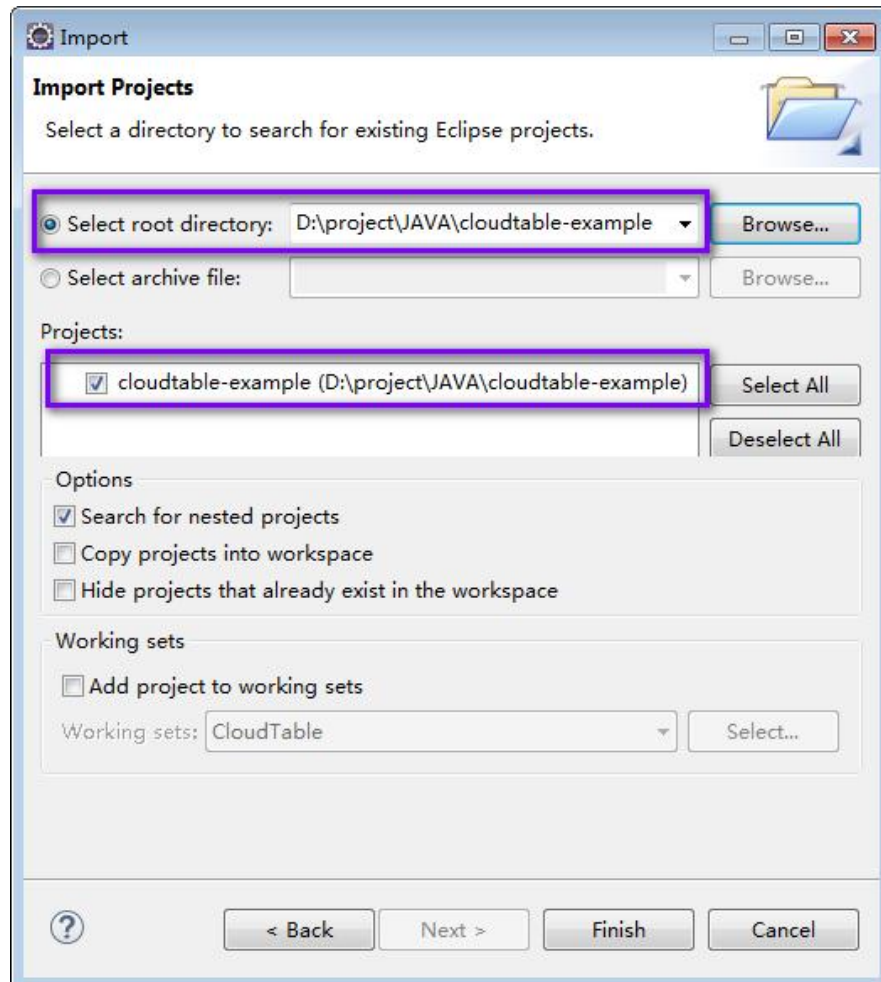 Import
Import Projects
Select a directory to search for existing Eclipse projects.
Select root directory: D:\project\JAVA\cloudtable-example Browse...
Select archive file: Browse...
Projects:
cloudtable-example (D:\project\JAVA\cloudtable-example) Select All
Deselect All
Options
Search for nested projects
Copy projects into workspace
Hide projects that already exist in the workspace
Working sets
Add project to working sets
Working sets: CloudTable Select...
? < Back Next > Finish Cancel